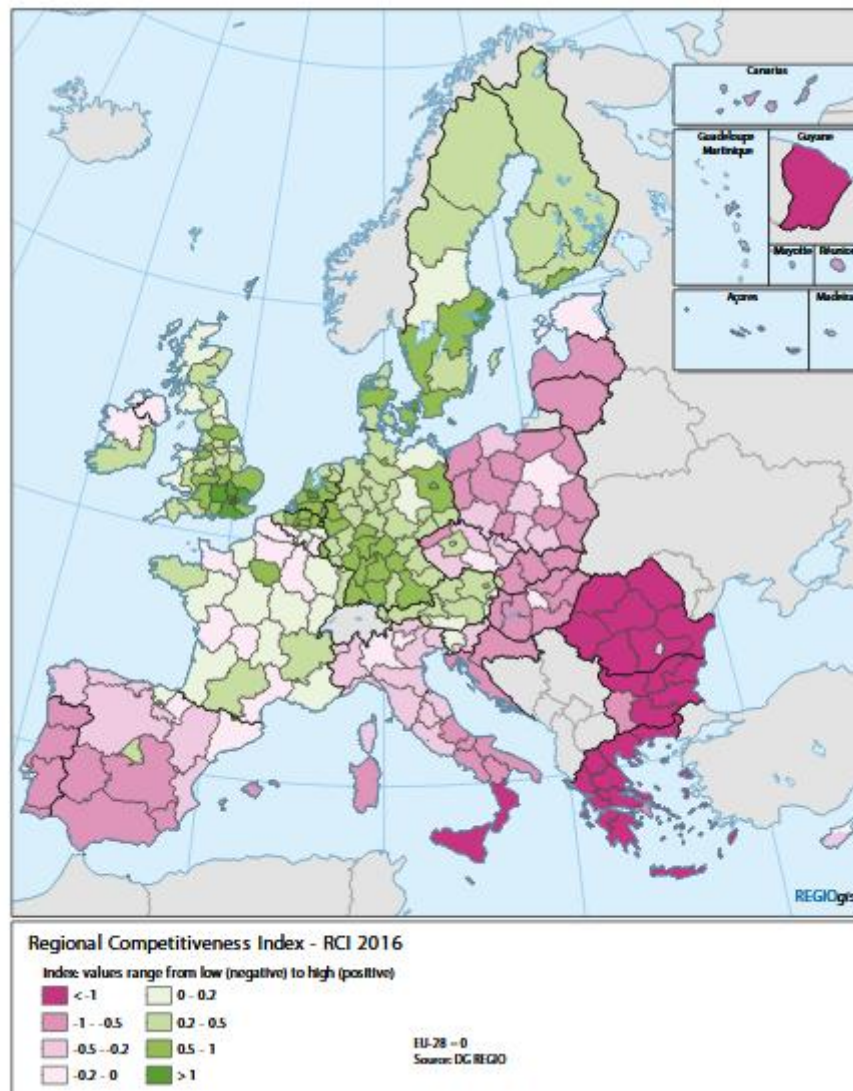 Canarias
Guadeloupe
Martinique
Guyane
Mayotte
Réunion
Açores
Madeira
REGIOgis
Regional Competitiveness Index - RCI 2016
Index: values range from low (negative) to high (positive)
< -1
0 - 0.2
-1 - -0.5
0.2 - 0.5
-0.5 - -0.2
0.5 - 1
-0.2 - 0
> 1
EU-28 = 0
Source: DG REGIO